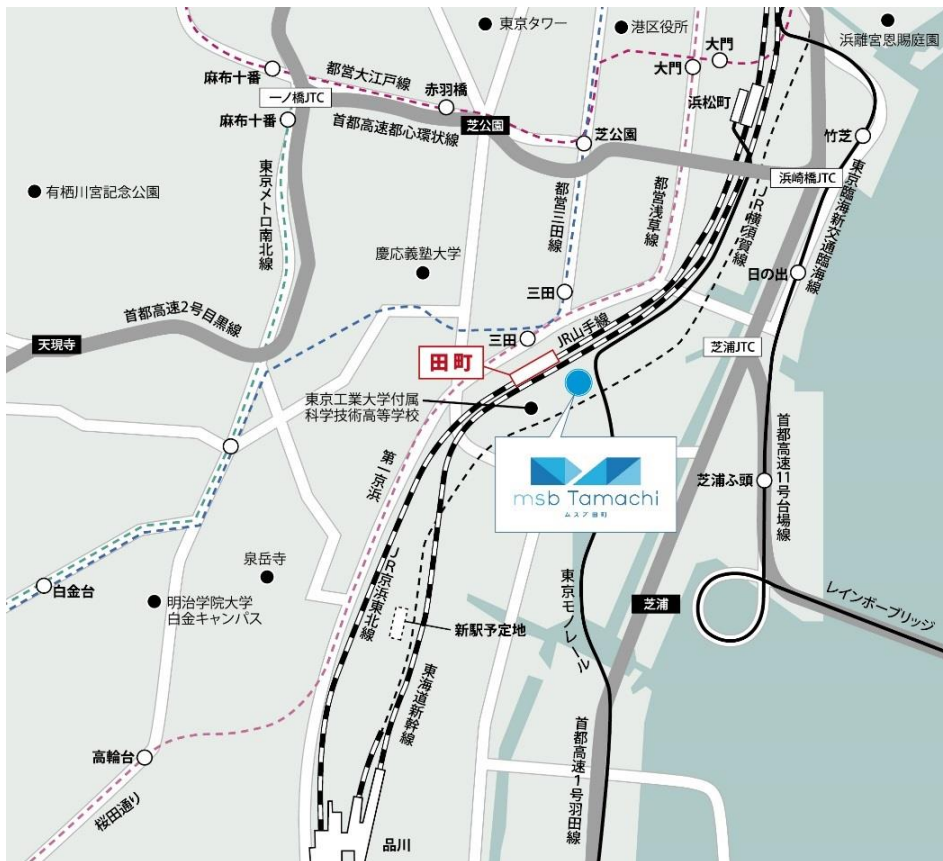 東京タワー
港区役所
浜離宮恩賜庭園
大門
大門
麻布十番
都営大江戸線
赤羽橋
一ノ橋JTC
浜松町
麻布十番
首都高速都心環状線
芝公園
芝公園
竹芝
浜崎橋JTC
有栖川宮記念公園
東京メトロ南北線
都営三田線
都営浅草線
JR横須賀線
東京臨海新交通臨海線
慶応義塾大学
日の出
三田
首都高速2号目黒線
三田
JR山手線
天現寺
芝浦JTC
田町
東京工業大学付属
科学技術高等学校
第一京浜
msb Tamachi
ムスブ田町
芝浦ふ頭
首都高速11号台場線
泉岳寺
JR京浜東北線
白金台
明治学院大学
白金キャンパス
新駅予定地
東京モノレール
芝浦
レインボーブリッジ
東海道新幹線
高輪台
首都高速1号羽田線
桜田通り
品川